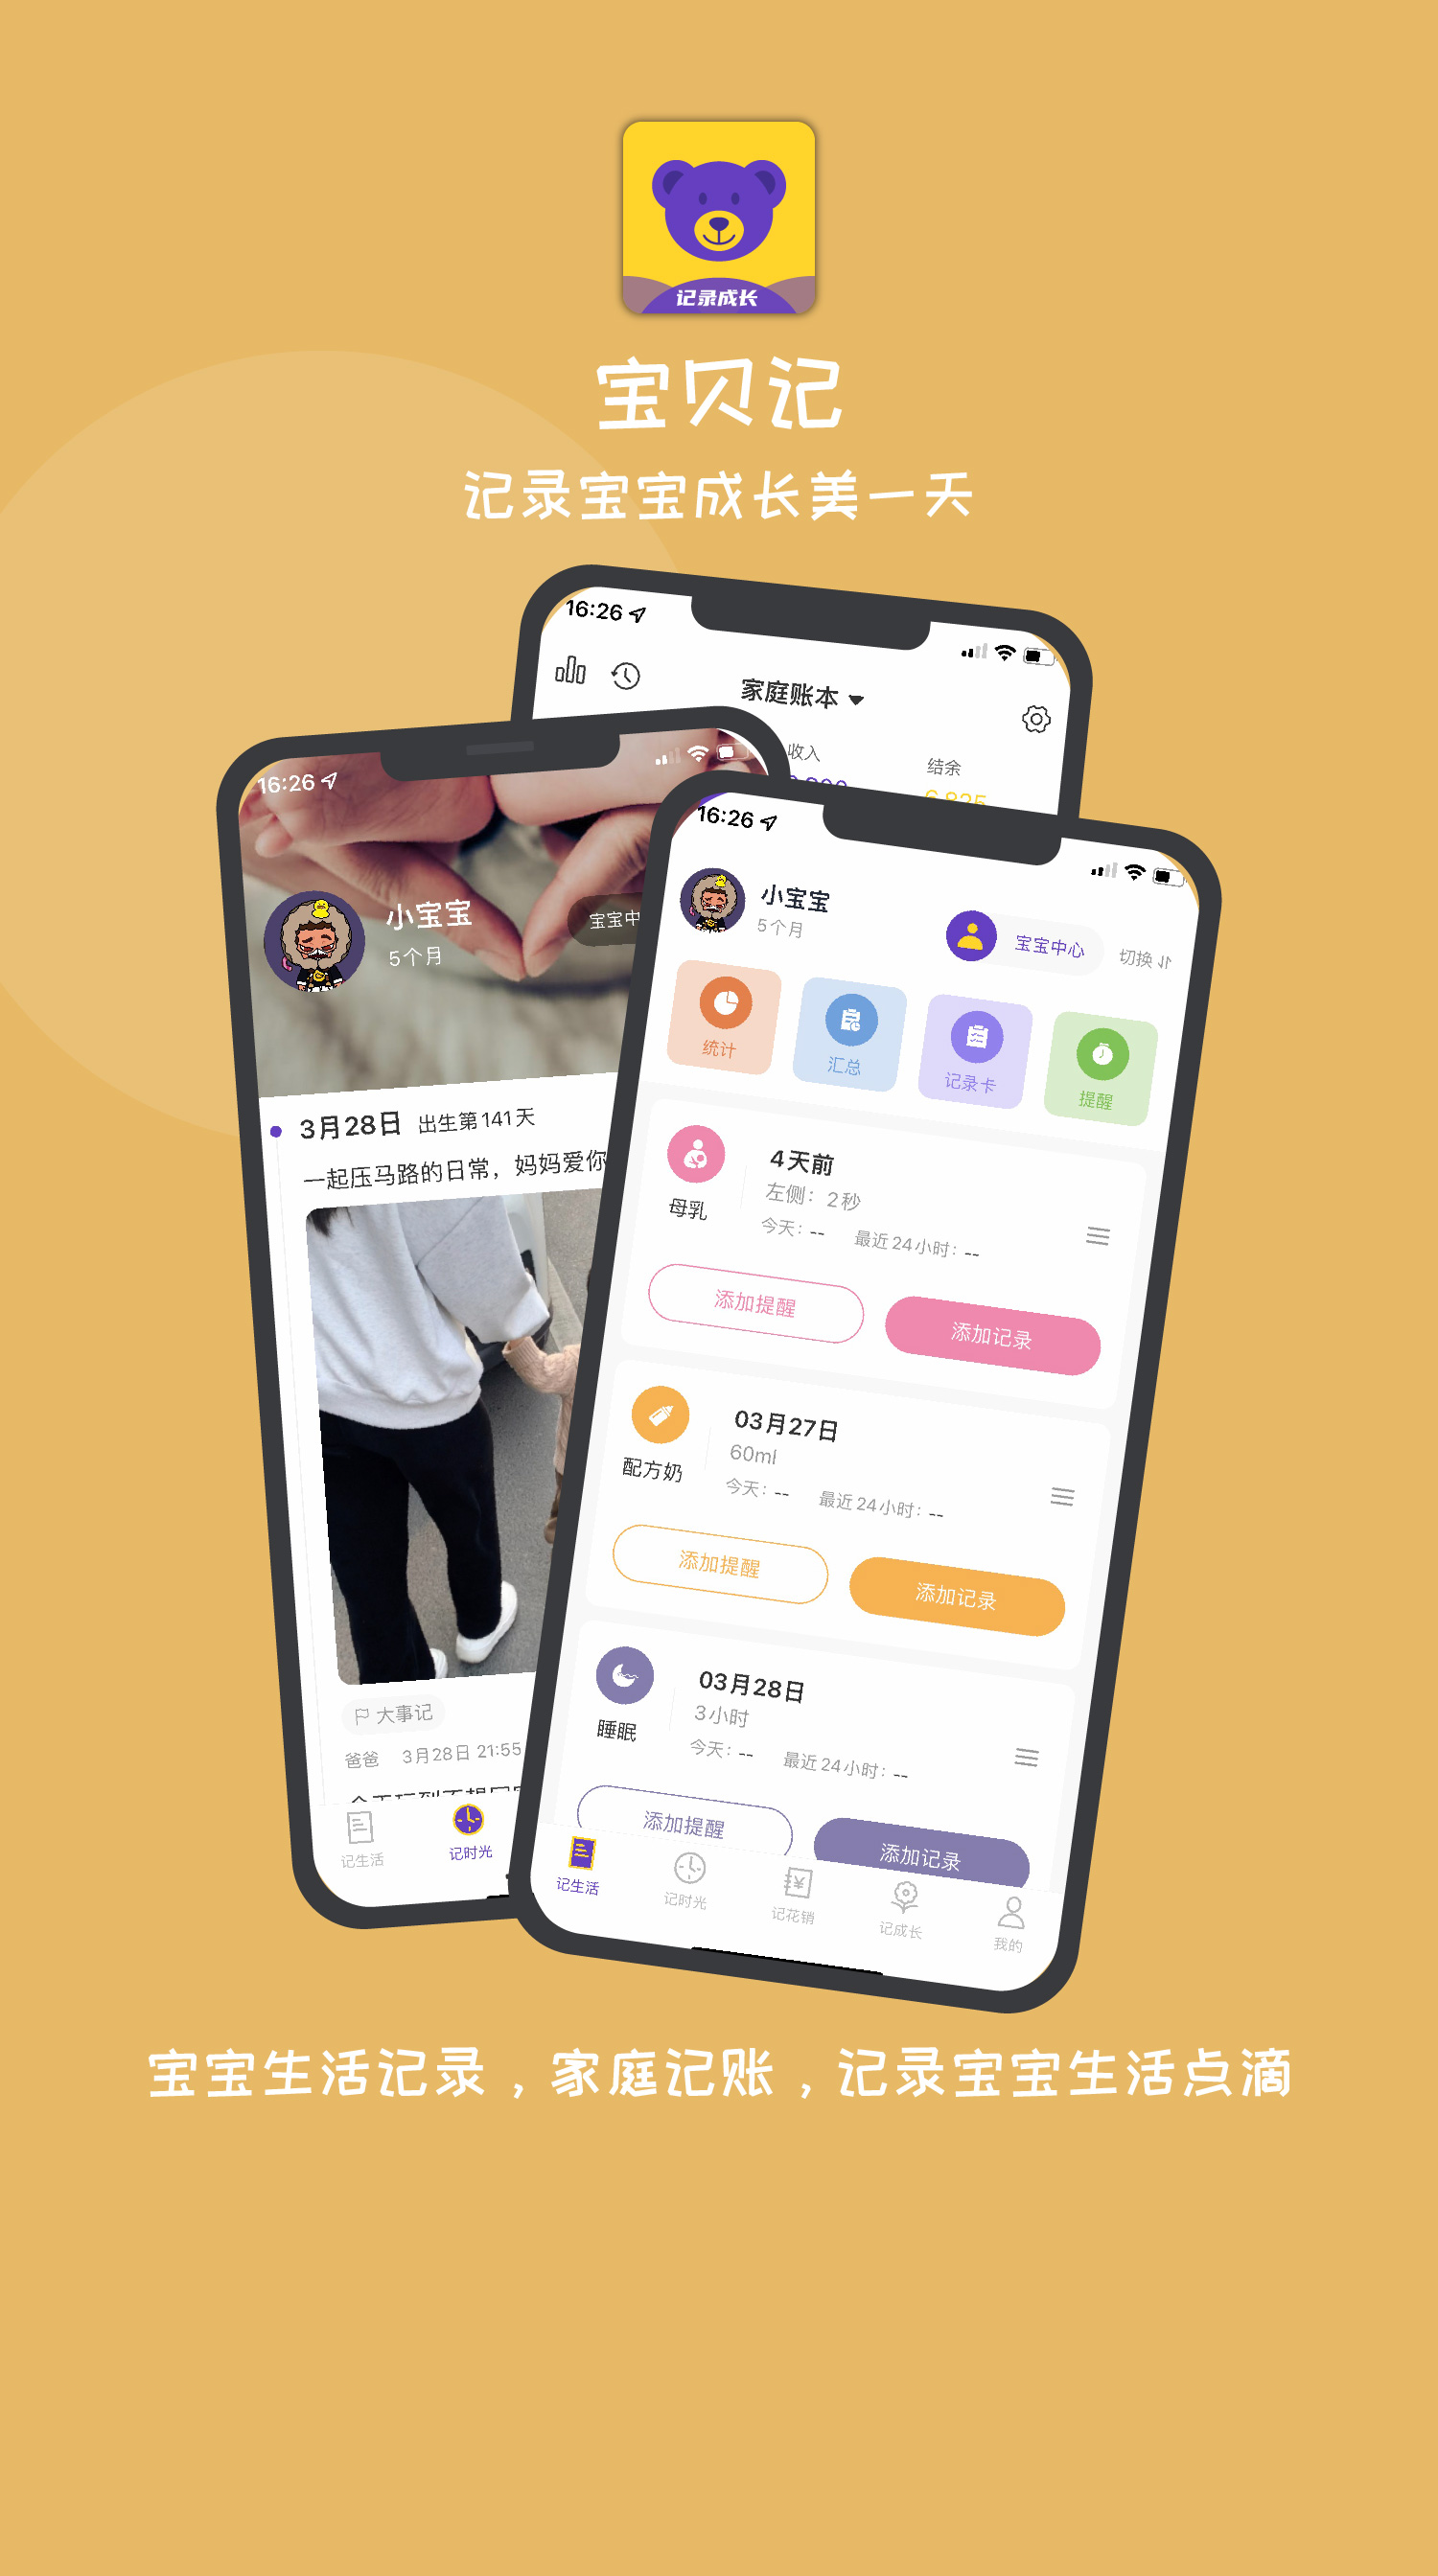 记录成长
宝贝记
记录宝宝成长美一天
16:26
家庭账本
收入
结余
6,825
16:26
小宝宝
5个月
宝宝中
3月28日 出生第141天
一起压马路的日常，妈妈爱你
大事记
爸爸 3月28日 21:55
记生活
记时光
16:26
小宝宝
5个月
宝宝中心
切换
统计
汇总
记录卡
提醒
母乳
4天前
左侧：2秒
今天：-- 最近24小时：--
添加提醒
添加记录
配方奶
03月27日
60ml
今天：-- 最近24小时：--
添加提醒
添加记录
睡眠
03月28日
3小时
今天：-- 最近24小时：--
添加提醒
添加记录
记生活
记时光
记花销
记成长
我的
宝宝生活记录，家庭记账，记录宝宝生活点滴